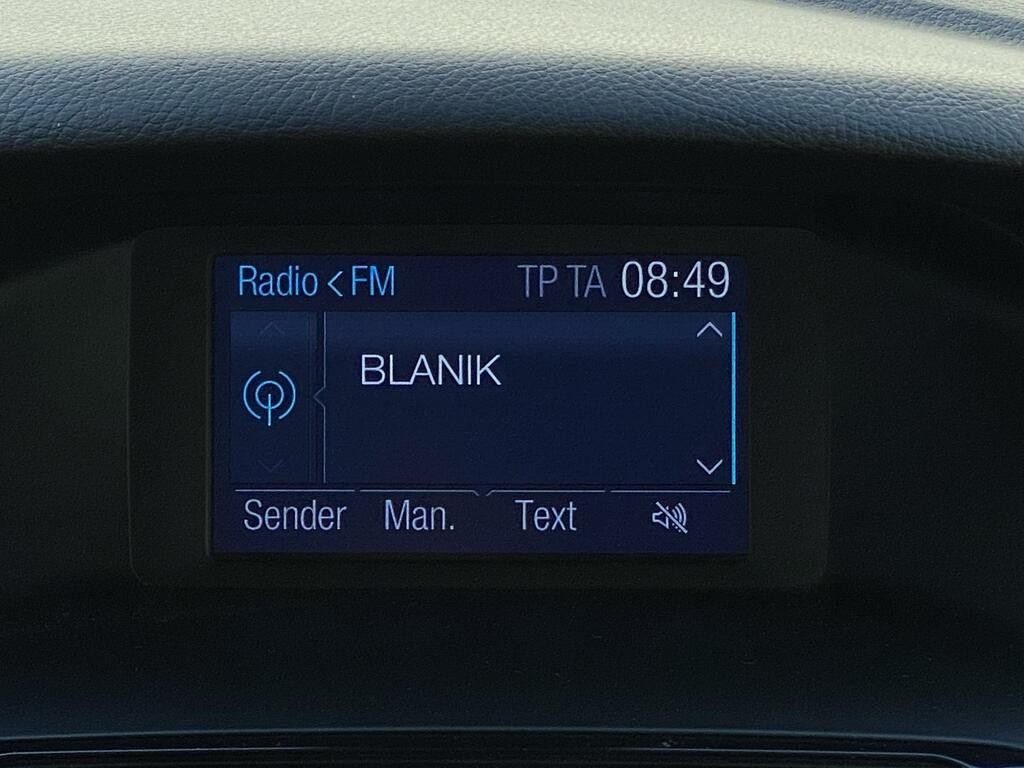 Radio < FM TP TA 08:49
BLANIK
Sender Man. Text